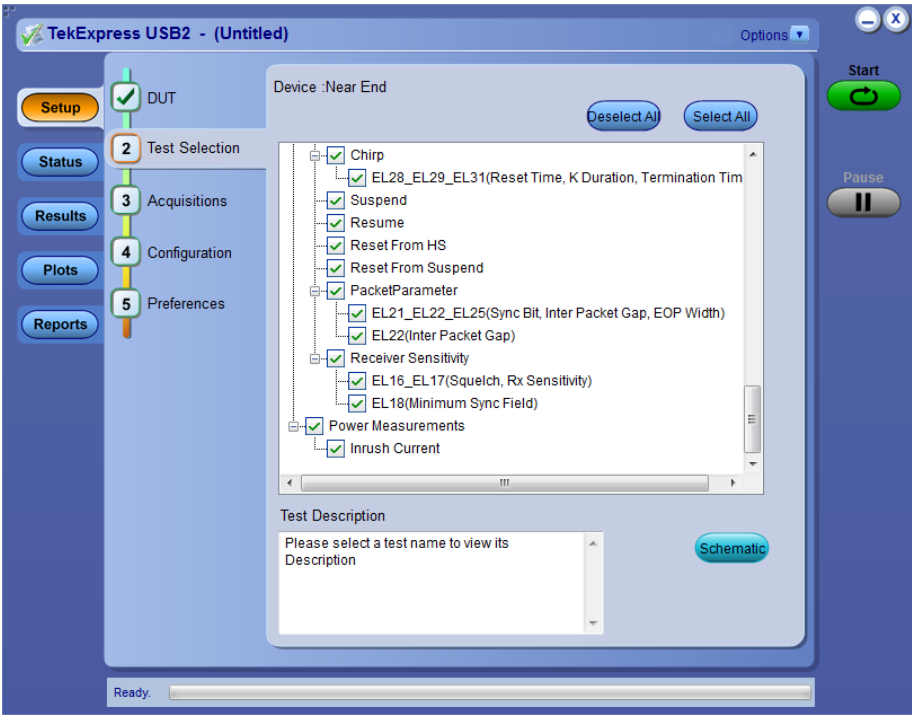 TekExpress USB2 - (Untitled)
Options
X
Start
Setup
DUT
Device :Near End
Deselect All
Select All
Status
2 Test Selection
Chirp
EL28_EL29_EL31(Reset Time, K Duration, Termination Tim
Pause
Results
3 Acquisitions
Suspend
Resume
Reset From HS
4 Configuration
Reset From Suspend
Plots
PacketParameter
5 Preferences
EL21_EL22_EL25(Sync Bit, Inter Packet Gap, EOP Width)
Reports
EL22(Inter Packet Gap)
Receiver Sensitivity
EL16_EL17(Squelch, Rx Sensitivity)
EL18(Minimum Sync Field)
Power Measurements
Inrush Current
Test Description
Please select a test name to view its
Description
Schematic
Ready.